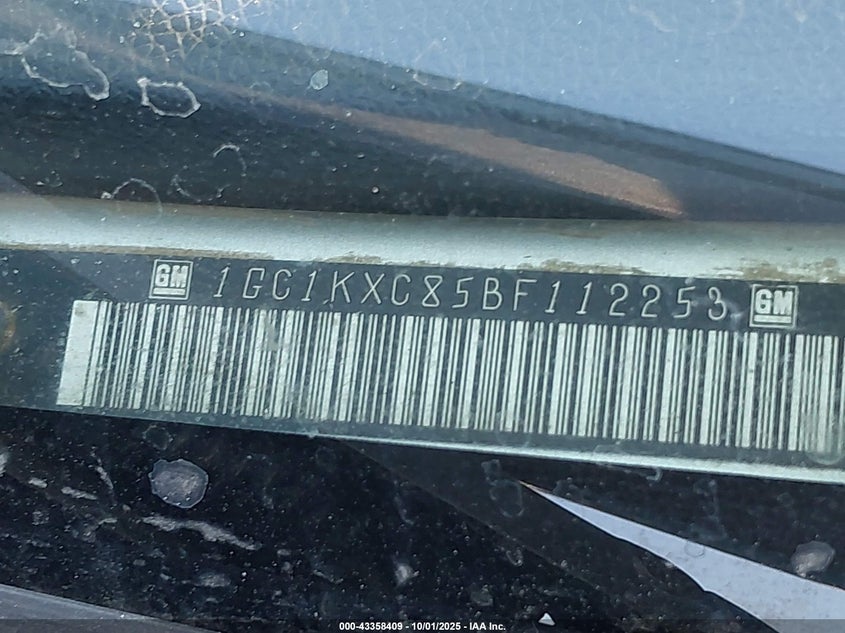 GM 1GC1KXC85BF112253 GM
000-43358409 - 10/01/2025 - IAA Inc.